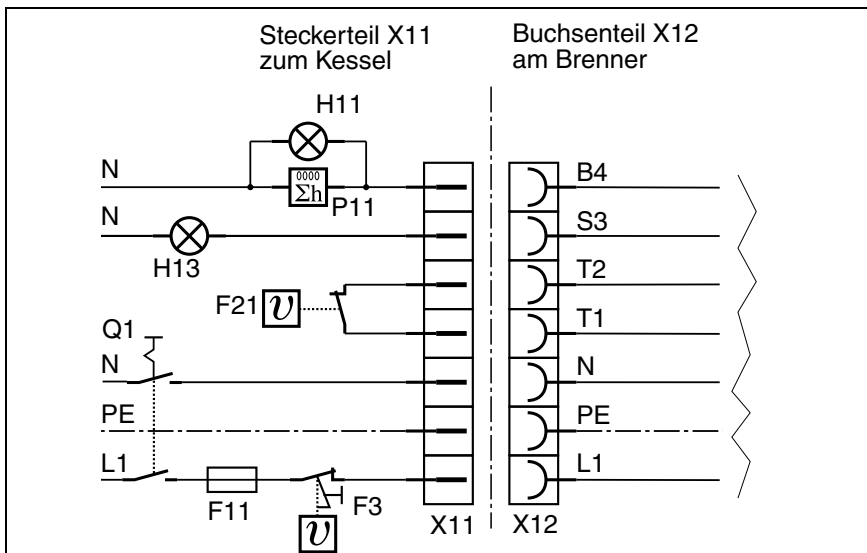 Steckerteil X11
zum Kessel
Buchsenteil X12
am Brenner
H11
N
0000
Σh
P11
B4
N
H13
S3
T2
F21
υ
T1
Q1
N
N
PE
PE
L1
F11
F3
υ
L1
X11
X12